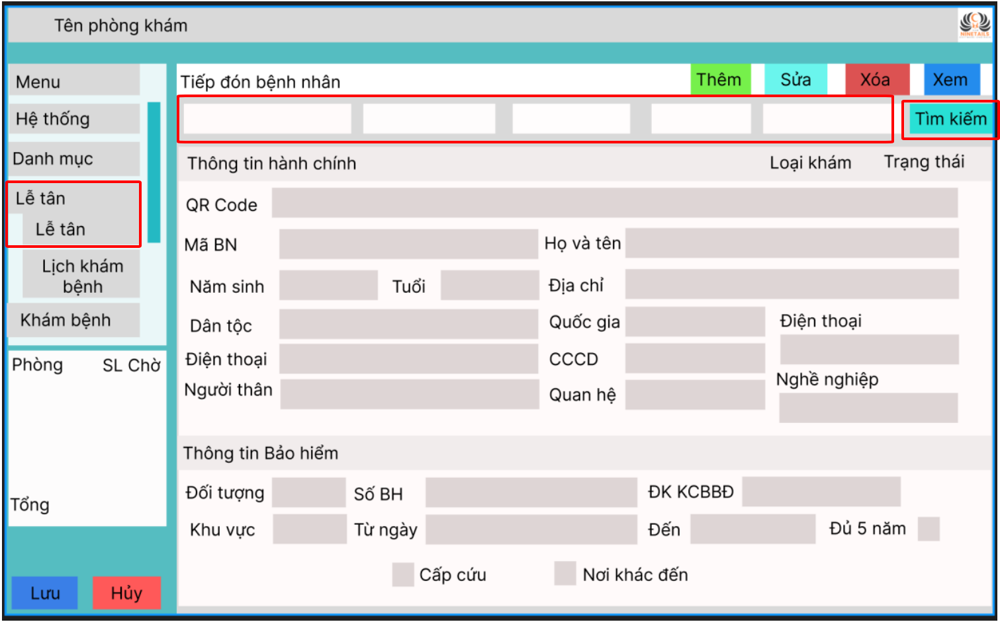 Tên phòng khám
NINETAILS
Menu
Hệ thống
Danh mục
Lễ tân
Lễ tân
Lịch khám
bệnh
Khám bệnh
Phòng SL Chờ
Tổng
Lưu Hủy
Tiếp đón bệnh nhân Thêm Sửa Xóa Xem
Tìm kiếm
Thông tin hành chính Loại khám Trạng thái
QR Code
Mã BN Họ và tên
Năm sinh Tuổi Địa chỉ
Dân tộc Quốc gia Điện thoại
Điện thoại CCCD
Người thân Quan hệ Nghề nghiệp
Thông tin Bảo hiểm
Đối tượng Số BH ĐK KCBBĐ
Khu vực Từ ngày Đến Đủ 5 năm
Cấp cứu Nơi khác đến